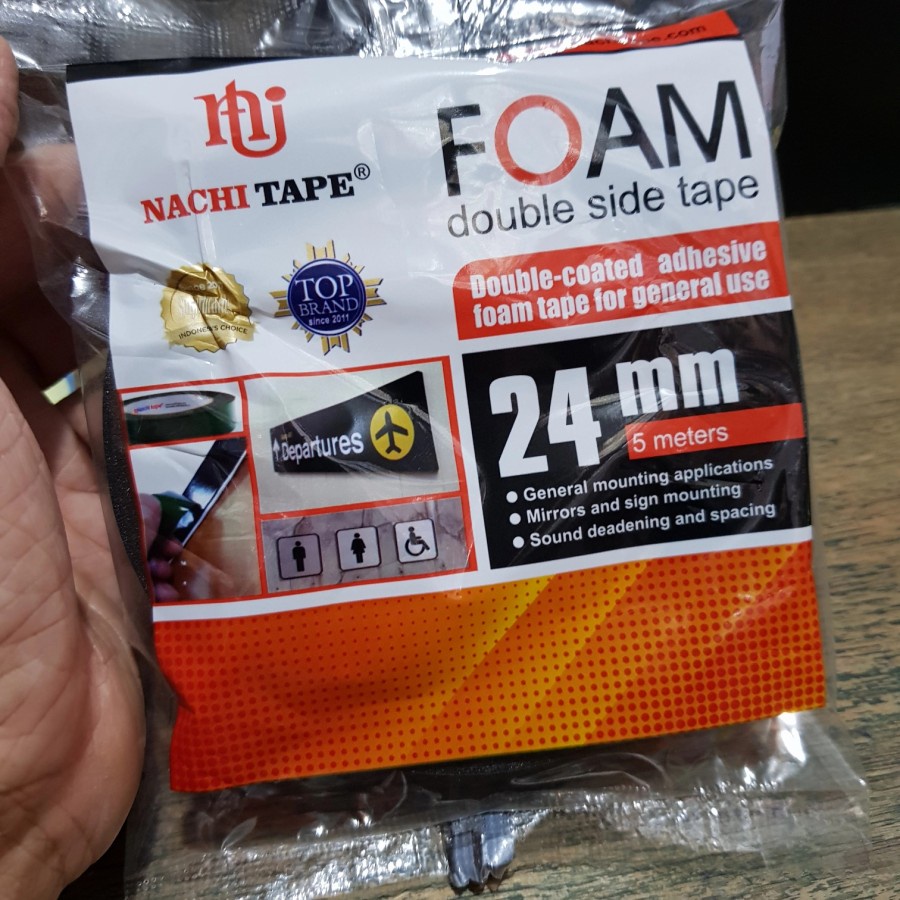 NACHI TAPE®
FOAM
double side tape
Double-coated adhesive
foam tape for general use
TOP
BRAND
since 2011
24 mm
5 meters
General mounting applications
Mirrors and sign mounting
Sound deadening and spacing
Departures